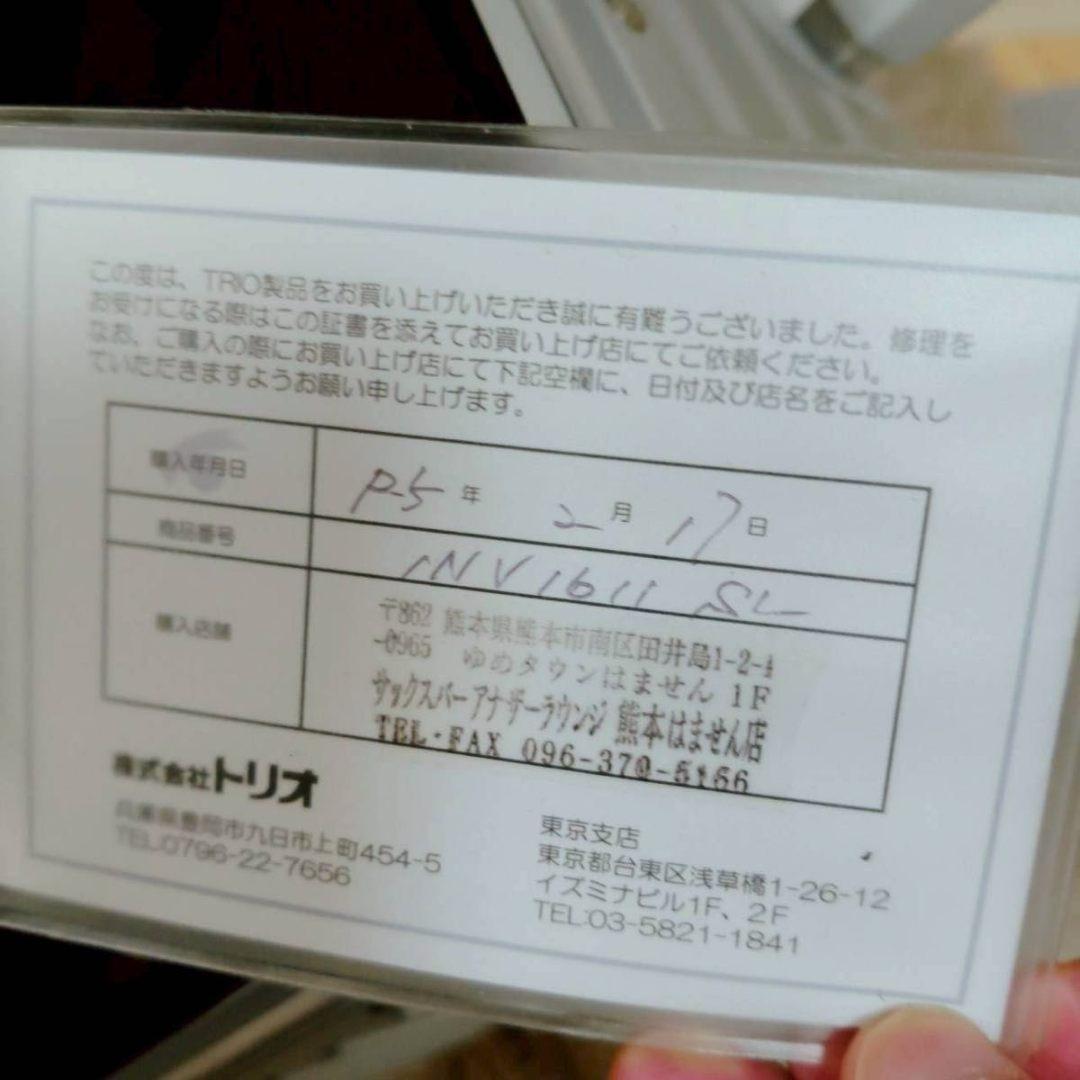 この度は、TRIO製品をお買い上げいただき誠に有難うございました。修理を
お受けになる際はこの証書を添えてお買い上げ店にてご依頼ください。
なお、ご購入の際にお買い上げ店にて下記空欄に、日付及び店名をご記入し
ていただきますようお願い申し上げます。
購入年月日 R5年 2月 17日
商品番号 INV1611 SL
購入店舗
〒862 熊本県熊本市南区田井島1-2-4
-0965 ゆめタウンはません 1F
サックスバー アナザーラウンジ 熊本はません店
TEL・FAX 096-370-5166
株式会社トリオ
兵庫県豊岡市九日市上町454-5
TEL.0796-22-7656
東京支店
東京都台東区浅草橋1-26-12
イズミナビル1F、2F
TEL:03-5821-1841